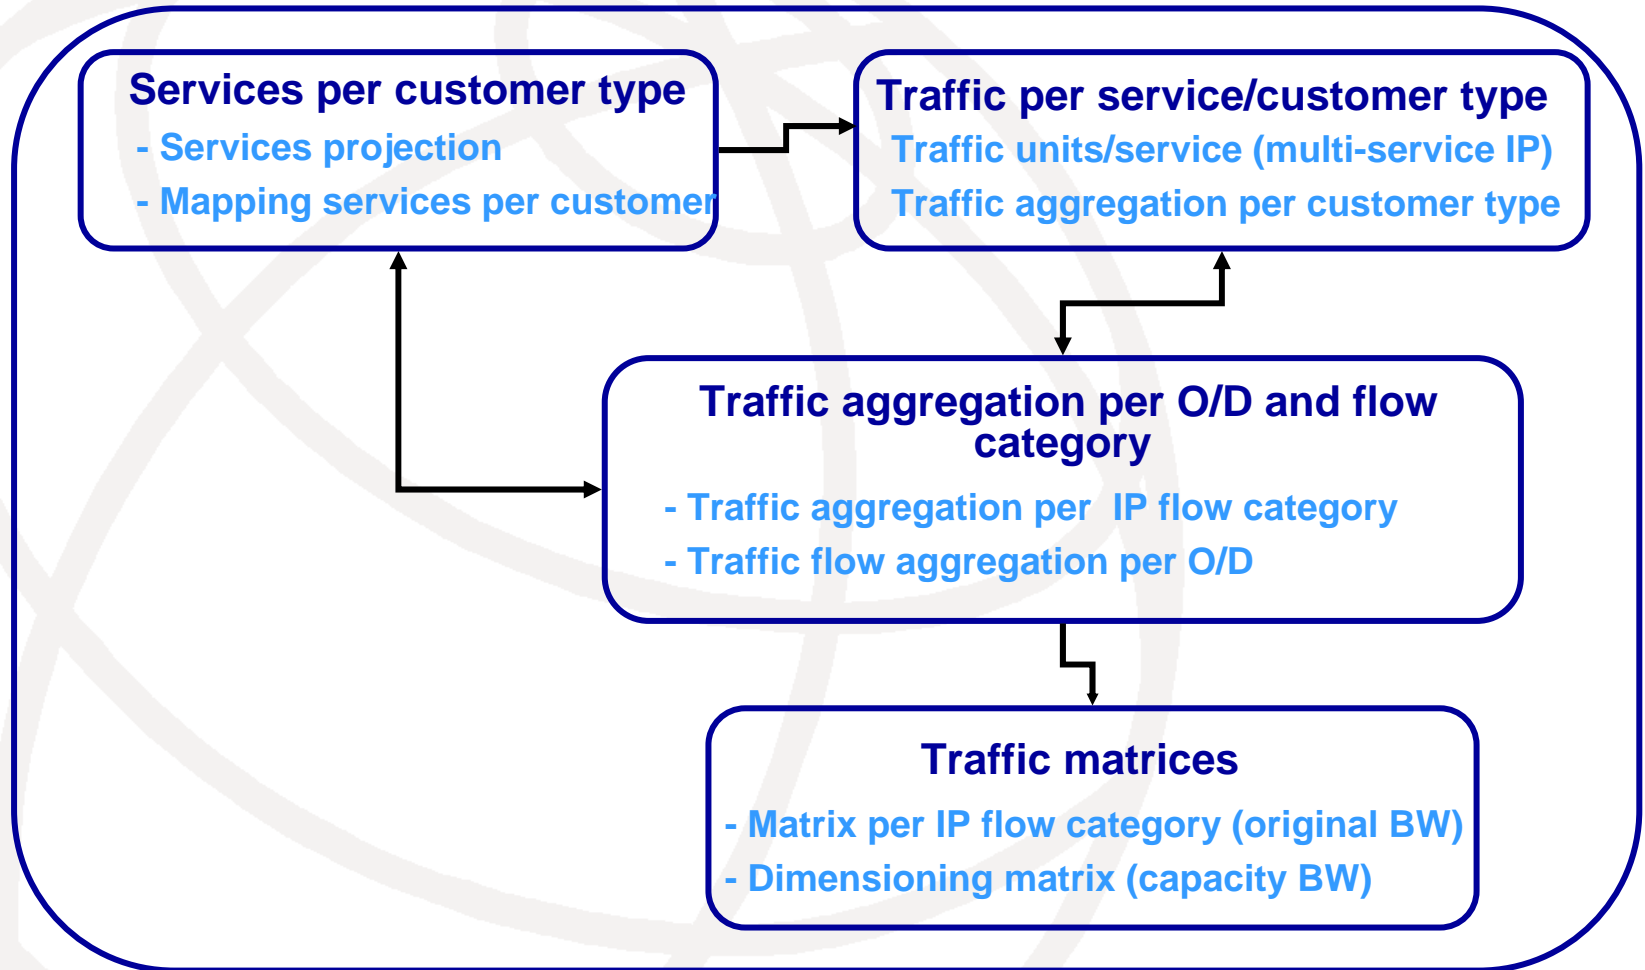 Services per customer type
- Services projection
- Mapping services per customer
Traffic per service/customer type
Traffic units/service (multi-service IP)
Traffic aggregation per customer type
Traffic aggregation per O/D and flow
category
- Traffic aggregation per  IP flow category
- Traffic flow aggregation per O/D
Traffic matrices
- Matrix per IP flow category (original BW)
- Dimensioning matrix (capacity BW)